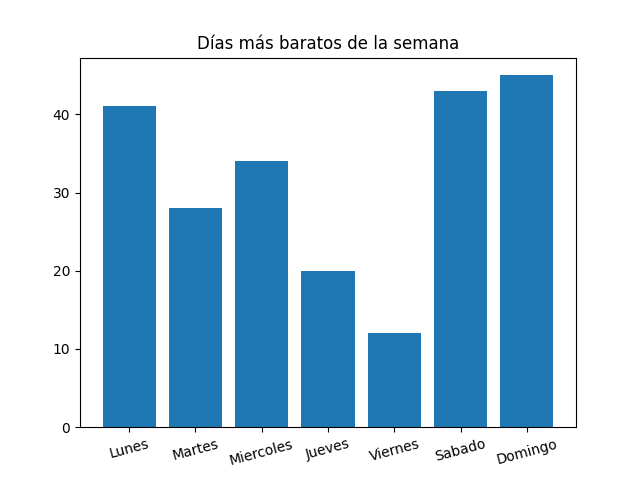 Días más baratos de la semana
40
30
20
10
0
Lunes
Martes
Miercoles
Jueves
Viernes
Sabado
Domingo